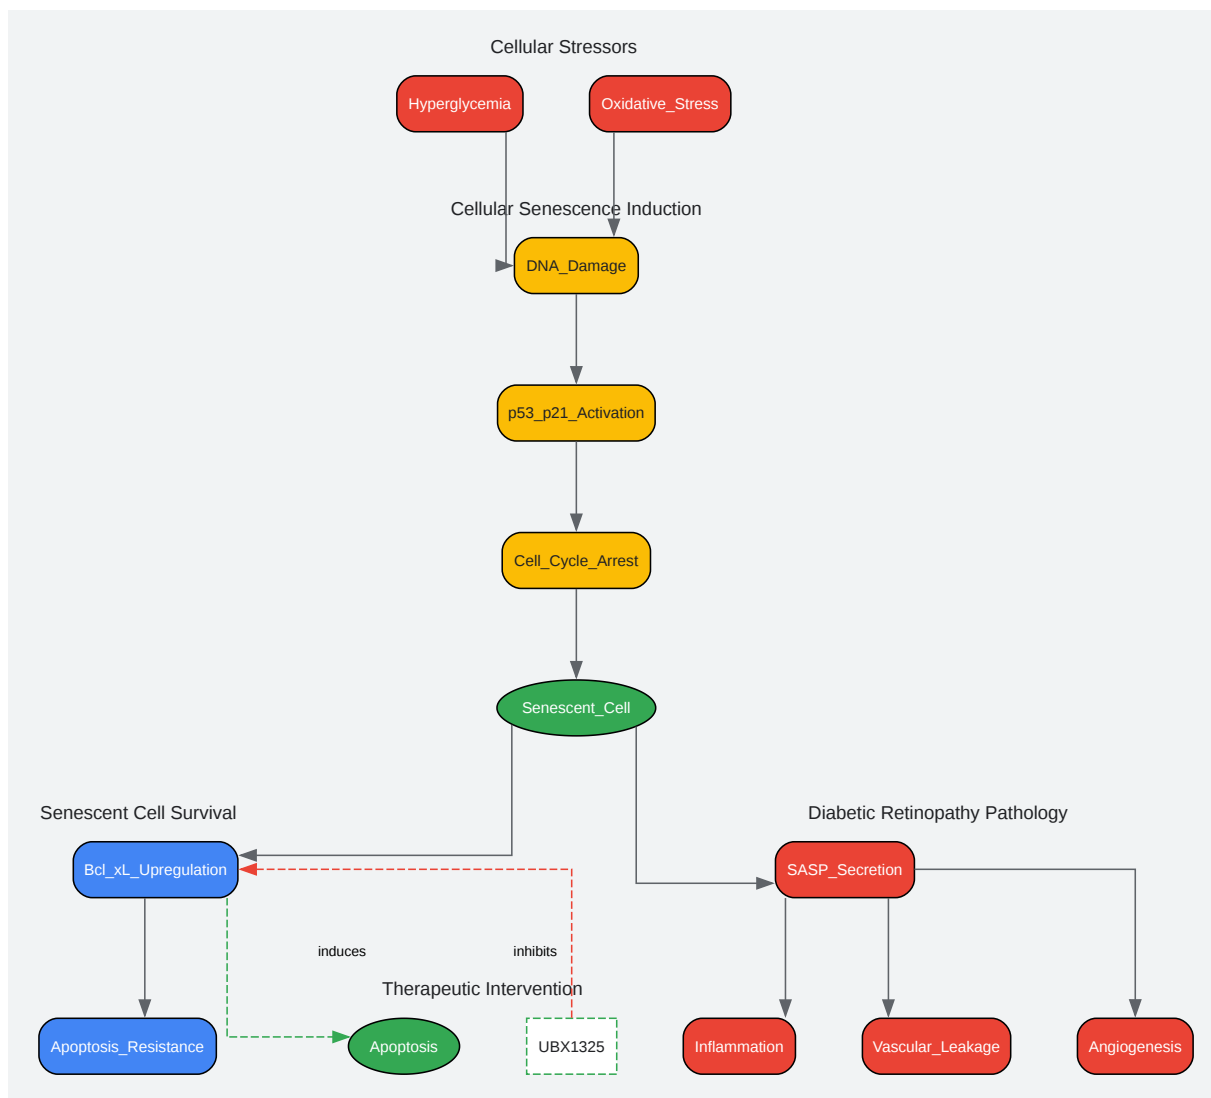 Cellular Stressors
Hyperglycemia
Oxidative_Stress
Cellular Senescence Induction
DNA_Damage
p53_p21_Activation
Cell_Cycle_Arrest
Senescent_Cell
Senescent Cell Survival
Diabetic Retinopathy Pathology
Bcl_xL_Upregulation
SASP_Secretion
induces
inhibits
Therapeutic Intervention
Apoptosis_Resistance
Apoptosis
UBX1325
Inflammation
Vascular_Leakage
Angiogenesis